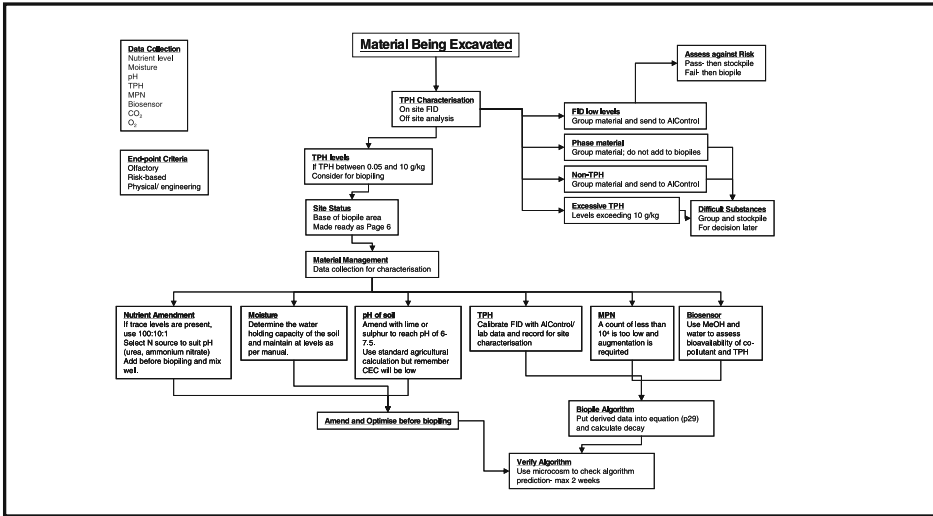 Material Being Excavated
Data Collection
Nutrient level
Moisture
pH
TPH
MPN
Biosensor
CO₂
O₂
End-point Criteria
Olfactory
Risk-based
Physical/ engineering
Assess against Risk
Pass- then stockpile
Fail- then biopile
TPH Characterisation
On site FID
Off site analysis
FID low levels
Group material and send to AlControl
Phase material
Group material; do not add to biopiles
Non-TPH
Group material and send to AlControl
Excessive TPH
Levels exceeding 10 g/kg
Difficult Substances
Group and stockpile
For decision later
TPH levels
If TPH between 0.05 and 10 g/kg
Consider for biopiling
Site Status
Base of biopile area
Made ready as Page 6
Material Management
Data collection for characterisation
Nutrient Amendment
If trace levels are present,
use 100:10:1
Select N source to suit pH
(urea, ammonium nitrate)
Add before biopiling and mix
well.
Moisture
Determine the water
holding capacity of the soil
and maintain at levels as
per manual.
pH of soil
Amend with lime or
sulphur to reach pH of 6-
7.5.
Use standard agricultural
calculation but remember
CEC will be low
TPH
Calibrate FID with AlControl/
lab data and record for site
characterisation
MPN
A count of less than
is too low and
augmentation is
requirted
Biosensor
Use MeOH and
water to assess
bioavailability of co-
pollutant and TPH
Amend and Optimise before biopiling
Biopile Algorithm
Put derived data into equation (p29)
and calculate decay
Verify Algorithm
Use microcosm to check algorithm
prediction- max 2 weeks